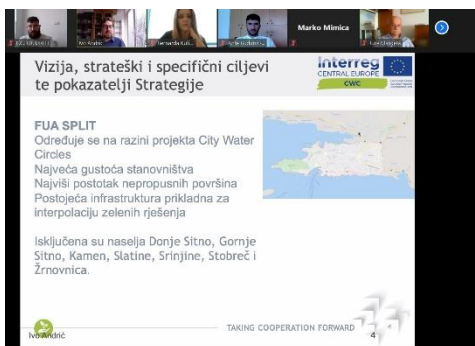 Ivo Andrić
Marko Mimica
Vizija, strateški i specifični ciljevi
te pokazatelji Strategije
Interreg
CENTRAL EUROPE
CWC
FUA SPLIT
Određuje se na razini projekta City Water
Circles
Najveća gustoća stanovništva
Najviši postotak nepropusnih površina
Postojeća infrastruktura prikladna za
interpolaciju zelenih rješenja
Isključena su naselja Donje Sitno, Gornje
Sitno, Kamen, Slatine, Srinjine, Stobreč i
Žrnovnica.
Ivo Andrić
TAKING COOPERATION FORWARD
4